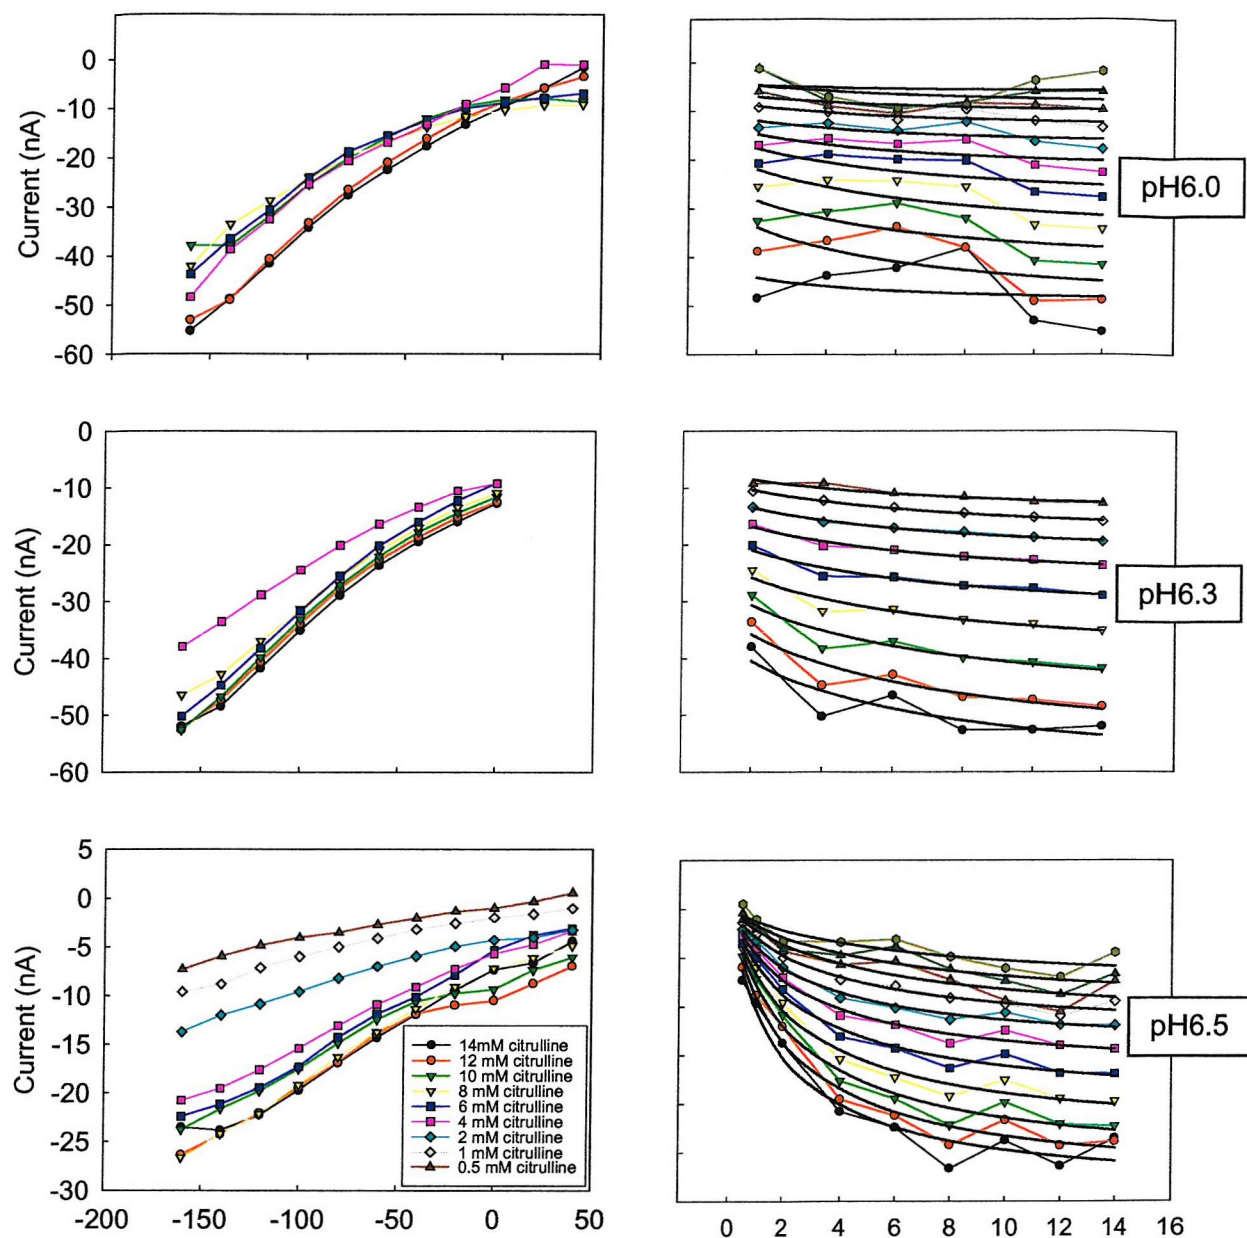 0
-10
-20
-30
-40
-50
-60
Current (nA)
pH6.0
0
-10
-20
-30
-40
-50
-60
Current (nA)
pH6.3
5
0
-5
-10
-15
-20
-25
-30
Current (nA)
14mM citrulline
12 mM citrulline
10 mM citrulline
8 mM citrulline
6 mM citrulline
4 mM citrulline
2 mM citrulline
1 mM citrulline
0.5 mM citrulline
pH6.5
-200 -150 -100 -50 0 50
0 2 4 6 8 10 12 14 16